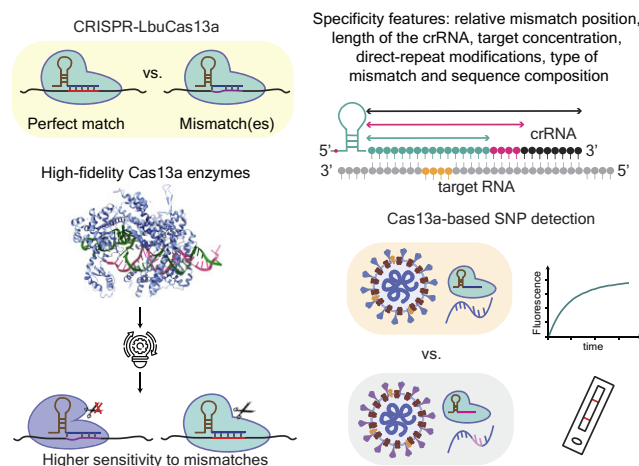 CRISPR-LbuCas13a
vs.
Perfect match
Mismatch(es)
High-fidelity Cas13a enzymes
Higher sensitivity to mismatches
Specificity features: relative mismatch position,
length of the crRNA, target concentration,
direct-repeat modifications, type of
mismatch and sequence composition
crRNA
5'
3'
3'
5'
target RNA
Cas13a-based SNP detection
Fluorescence
time
vs.